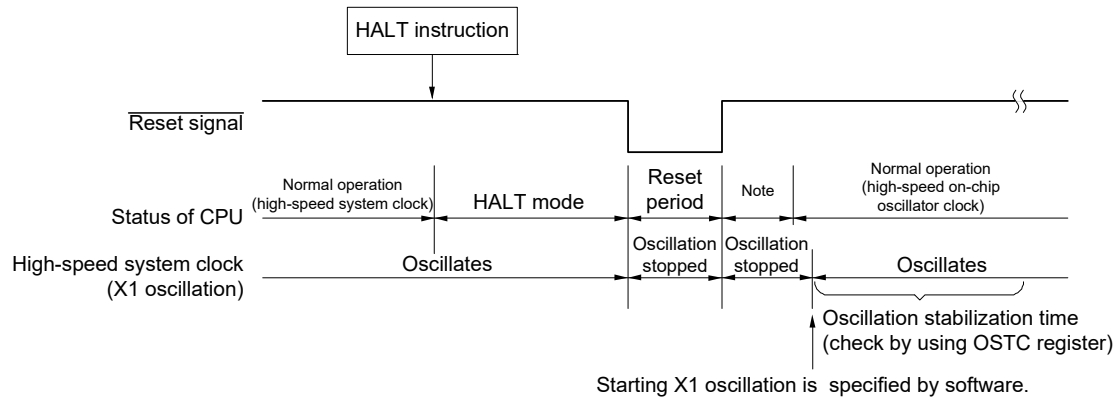 HALT instruction
Reset signal
Status of CPU
Normal operation
(high-speed system clock)
HALT mode
Reset
period
Note
Normal operation
(high-speed on-chip
oscillator clock)
High-speed system clock
(X1 oscillation)
Oscillates
Oscillation
stopped
Oscillation
stopped
Oscillates
Oscillation stabilization time
(check by using OSTC register)
Starting X1 oscillation is specified by software.